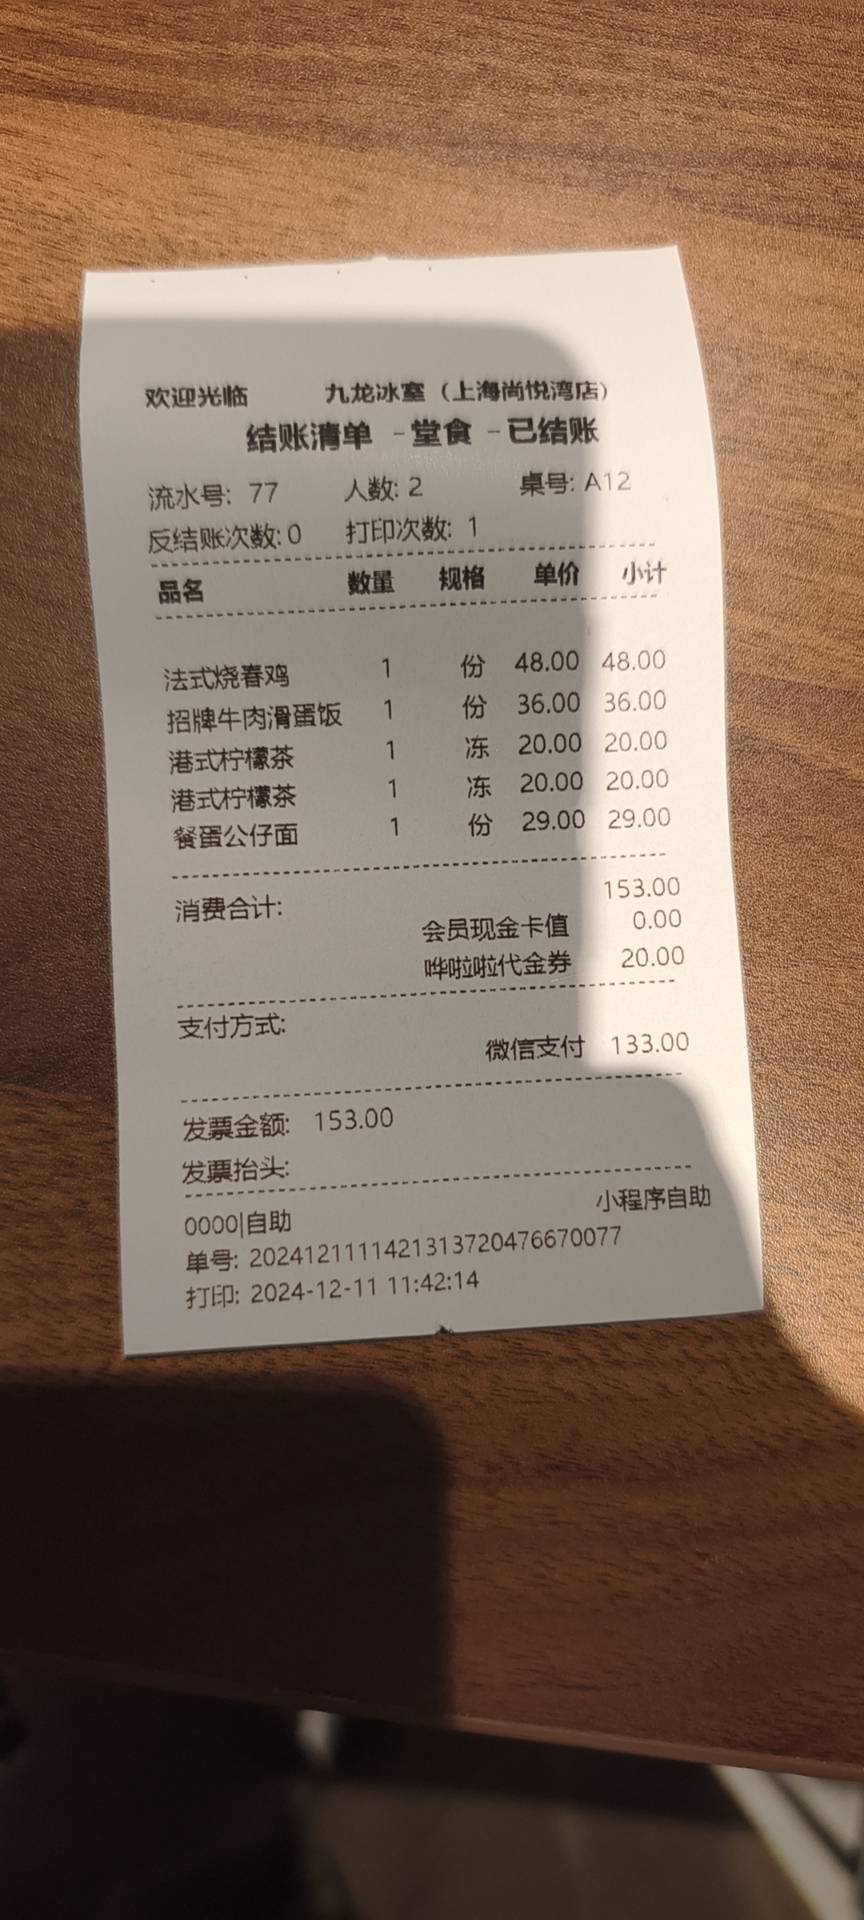 欢迎光临 九龙冰室（上海尚悦湾店）
结账清单 -堂食 -已结账
流水号: 77 人数: 2 桌号: A12
反结账次数: 0 打印次数: 1
品名 数量 规格 单价 小计
法式烧春鸡 1 份 48.00 48.00
招牌牛肉滑蛋饭 1 份 36.00 36.00
港式柠檬茶 1 冻 20.00 20.00
港式柠檬茶 1 冻 20.00 20.00
餐蛋公仔面 1 份 29.00 29.00
消费合计: 153.00
会员现金卡值 0.00
哗啦啦代金券 20.00
支付方式:
微信支付 133.00
发票金额: 153.00
发票抬头:
0000|自助 小程序自助
单号: 2024121111421313720476670077
打印: 2024-12-11 11:42:14